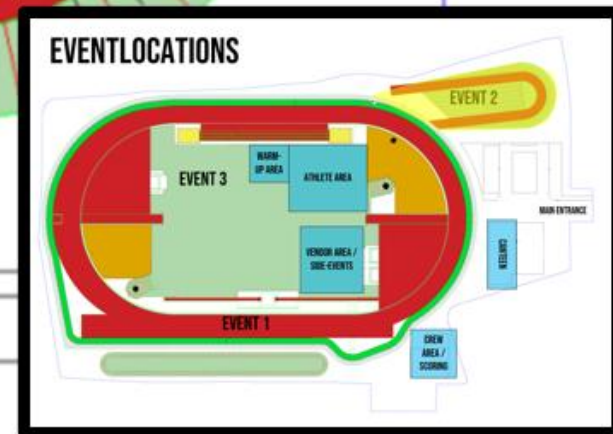 EVENTLOCATIONS
EVENT 2
WARM-
UP AREA
ATHLETE AREA
EVENT 3
MAIN ENTRANCE
CANTEEN
VENDOR AREA /
SIDE-EVENTS
EVENT 1
CREW
AREA /
SCORING